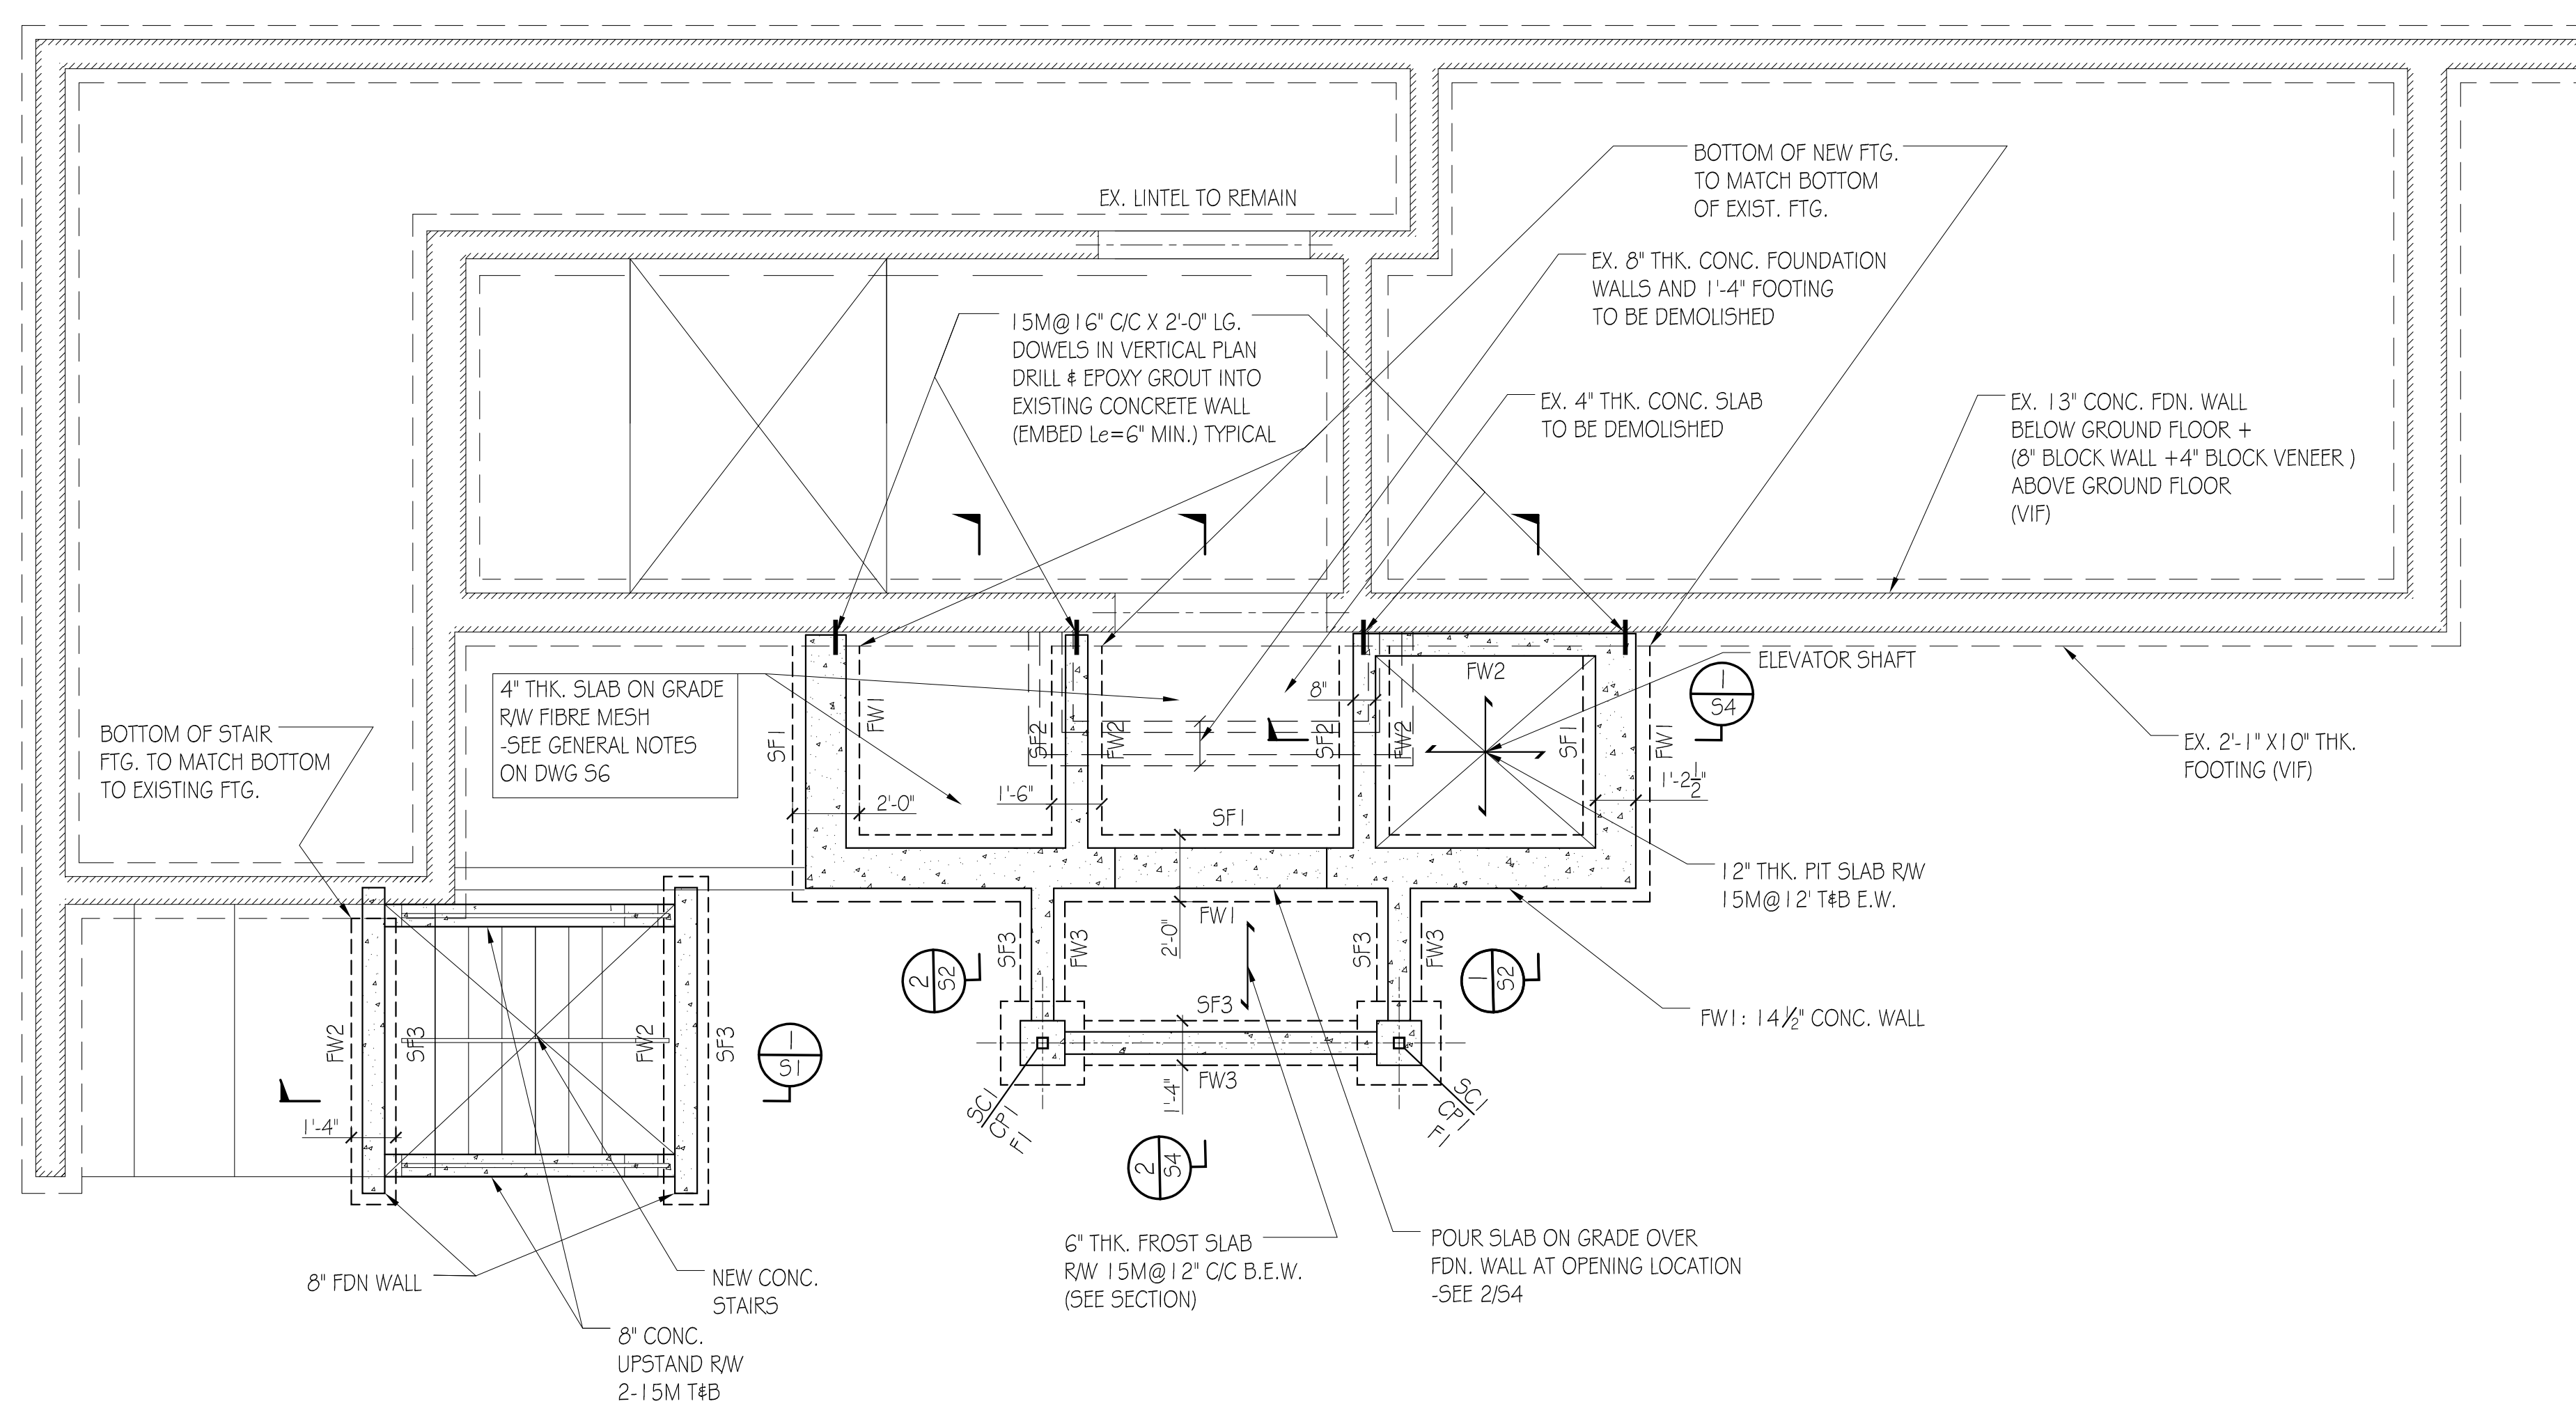 EX. LINTEL TO REMAIN
BOTTOM OF NEW FTG.
TO MATCH BOTTOM
OF EXIST. FTG.
EX. 8" THK. CONC. FOUNDATION
WALLS AND 1'-4" FOOTING
TO BE DEMOLISHED
15M@16" C/C X 2'-0" LG.
DOWELS IN VERTICAL PLAN
DRILL & EPOXY GROUT INTO
EXISTING CONCRETE WALL
(EMBED Le=6" MIN.) TYPICAL
EX. 4" THK. CONC. SLAB
TO BE DEMOLISHED
EX. 13" CONC. FDN. WALL
BELOW GROUND FLOOR +
(8" BLOCK WALL +4" BLOCK VENEER )
ABOVE GROUND FLOOR
(VIF)
4" THK. SLAB ON GRADE
R/W FIBRE MESH
-SEE GENERAL NOTES
ON DWG S6
BOTTOM OF STAIR
FTG. TO MATCH BOTTOM
TO EXISTING FTG.
SF1
FW1
2'-0"
SF2
FW2
1'-6"
8"
SF2
FW2
FW2
SF1
FW1
ELEVATOR SHAFT
1
S4
1'-2½"
EX. 2'-1" X10" THK.
FOOTING (VIF)
SF1
FW1
2'-0"
12" THK. PIT SLAB R/W
15M@12' T&B E.W.
FW1: 14½" CONC. WALL
2
S2
SF3
FW3
SF3
FW3
1
S2
SF3
FW3
1'-4"
SC1
CP1
F1
SC1
CP1
F1
2
S4
FW2
SF3
FW2
SF3
1
S1
1'-4"
8" FDN WALL
NEW CONC.
STAIRS
8" CONC.
UPSTAND R/W
2-15M T&B
6" THK. FROST SLAB
R/W 15M@12" C/C B.E.W.
(SEE SECTION)
POUR SLAB ON GRADE OVER
FDN. WALL AT OPENING LOCATION
-SEE 2/S4